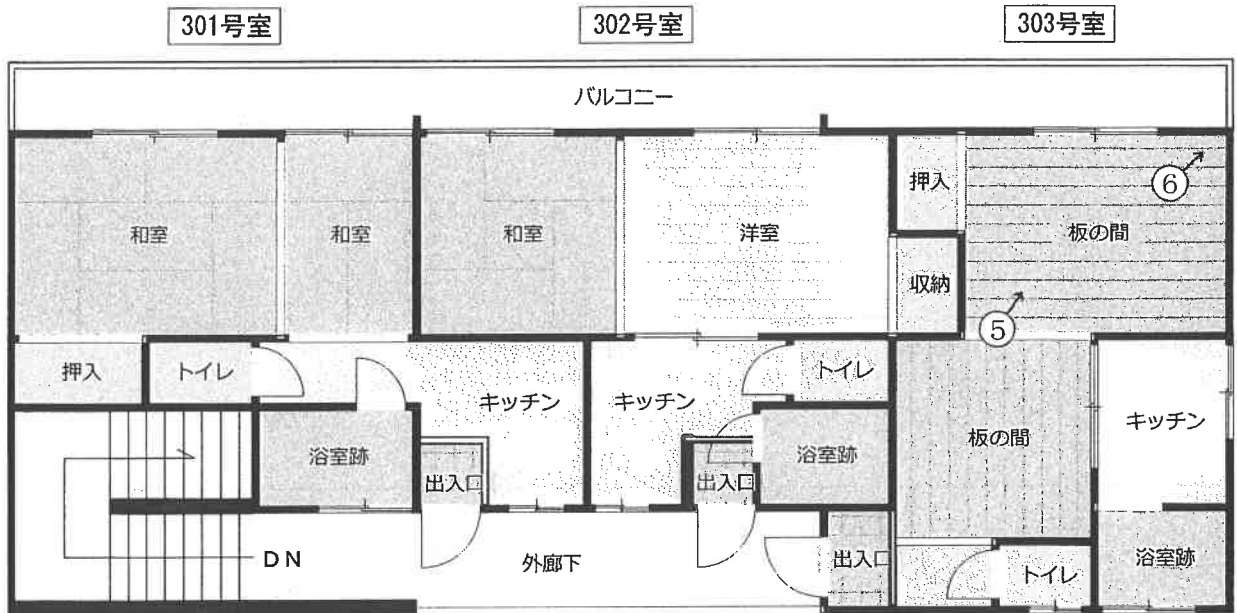 301号室
302号室
303号室
バルコニー
和室
和室
和室
洋室
押入
板の間
⑥
収納
⑤
押入
トイレ
キッチン
キッチン
トイレ
板の間
キッチン
浴室跡
出入口
出入口
浴室跡
DN
外廊下
出入口
トイレ
浴室跡